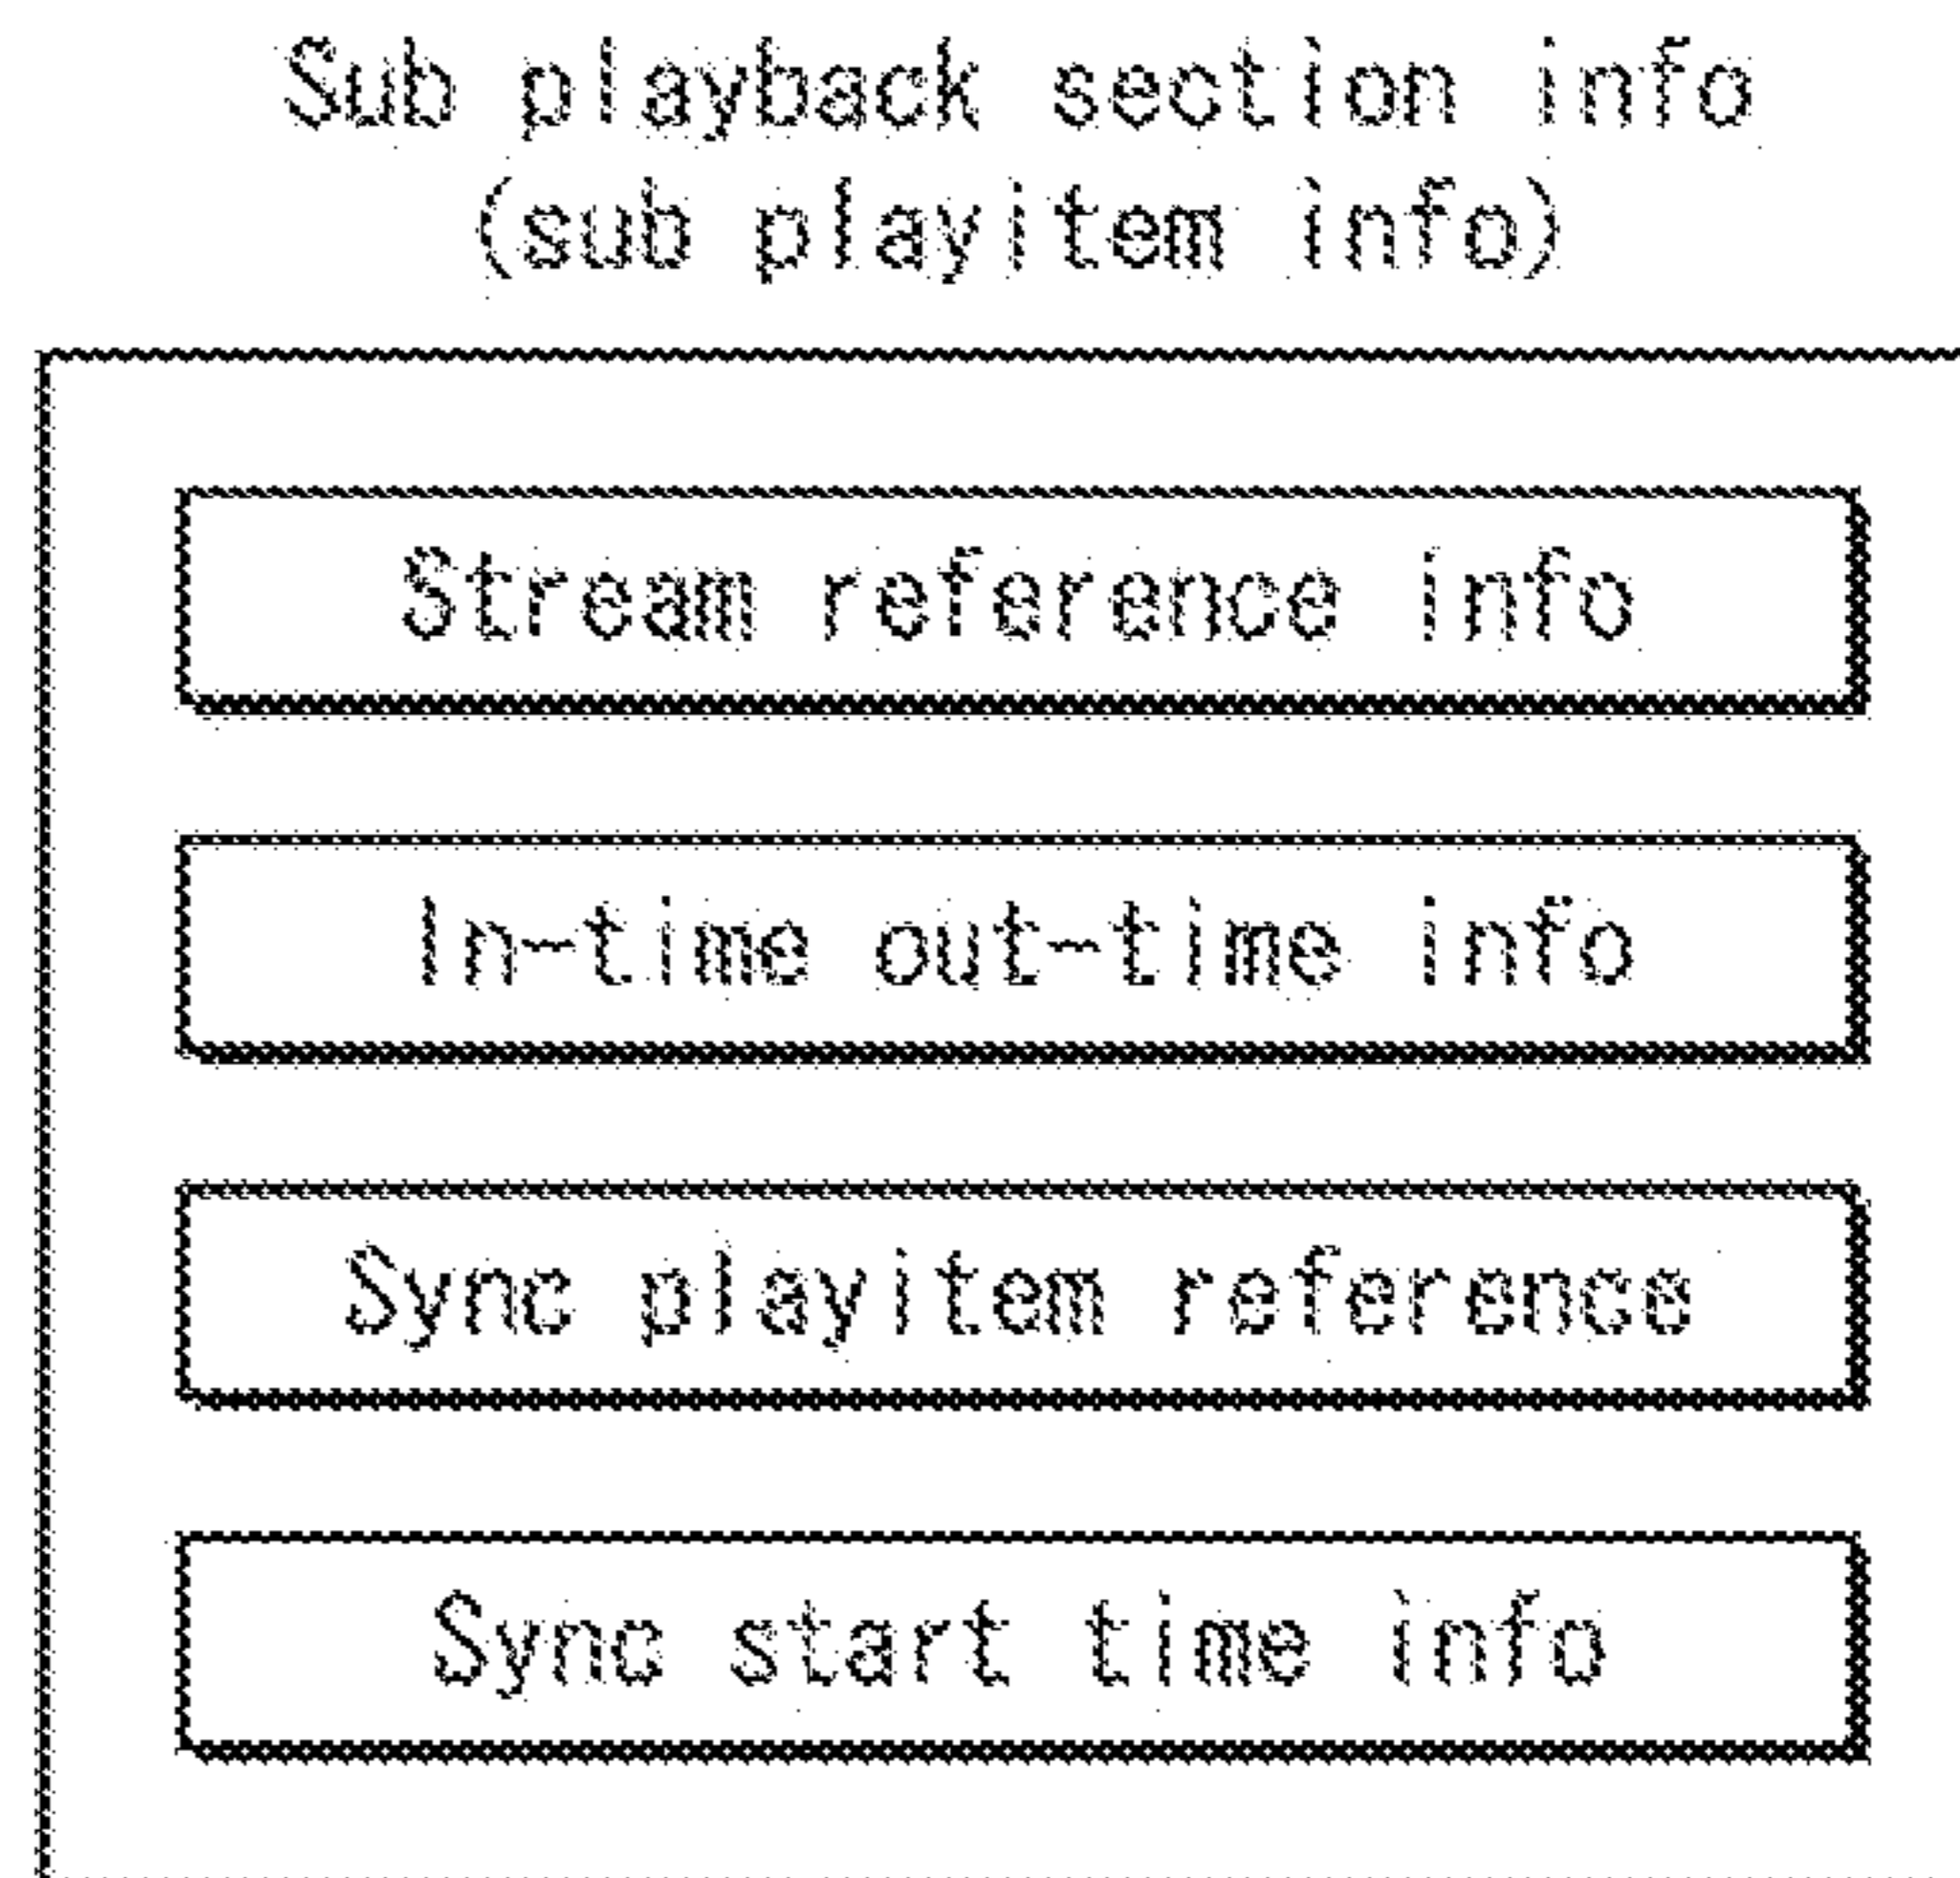 Sub playback section info
(sub playitem info)
Stream reference info
In-time out-time info
Sync playitem reference
Sync start time info